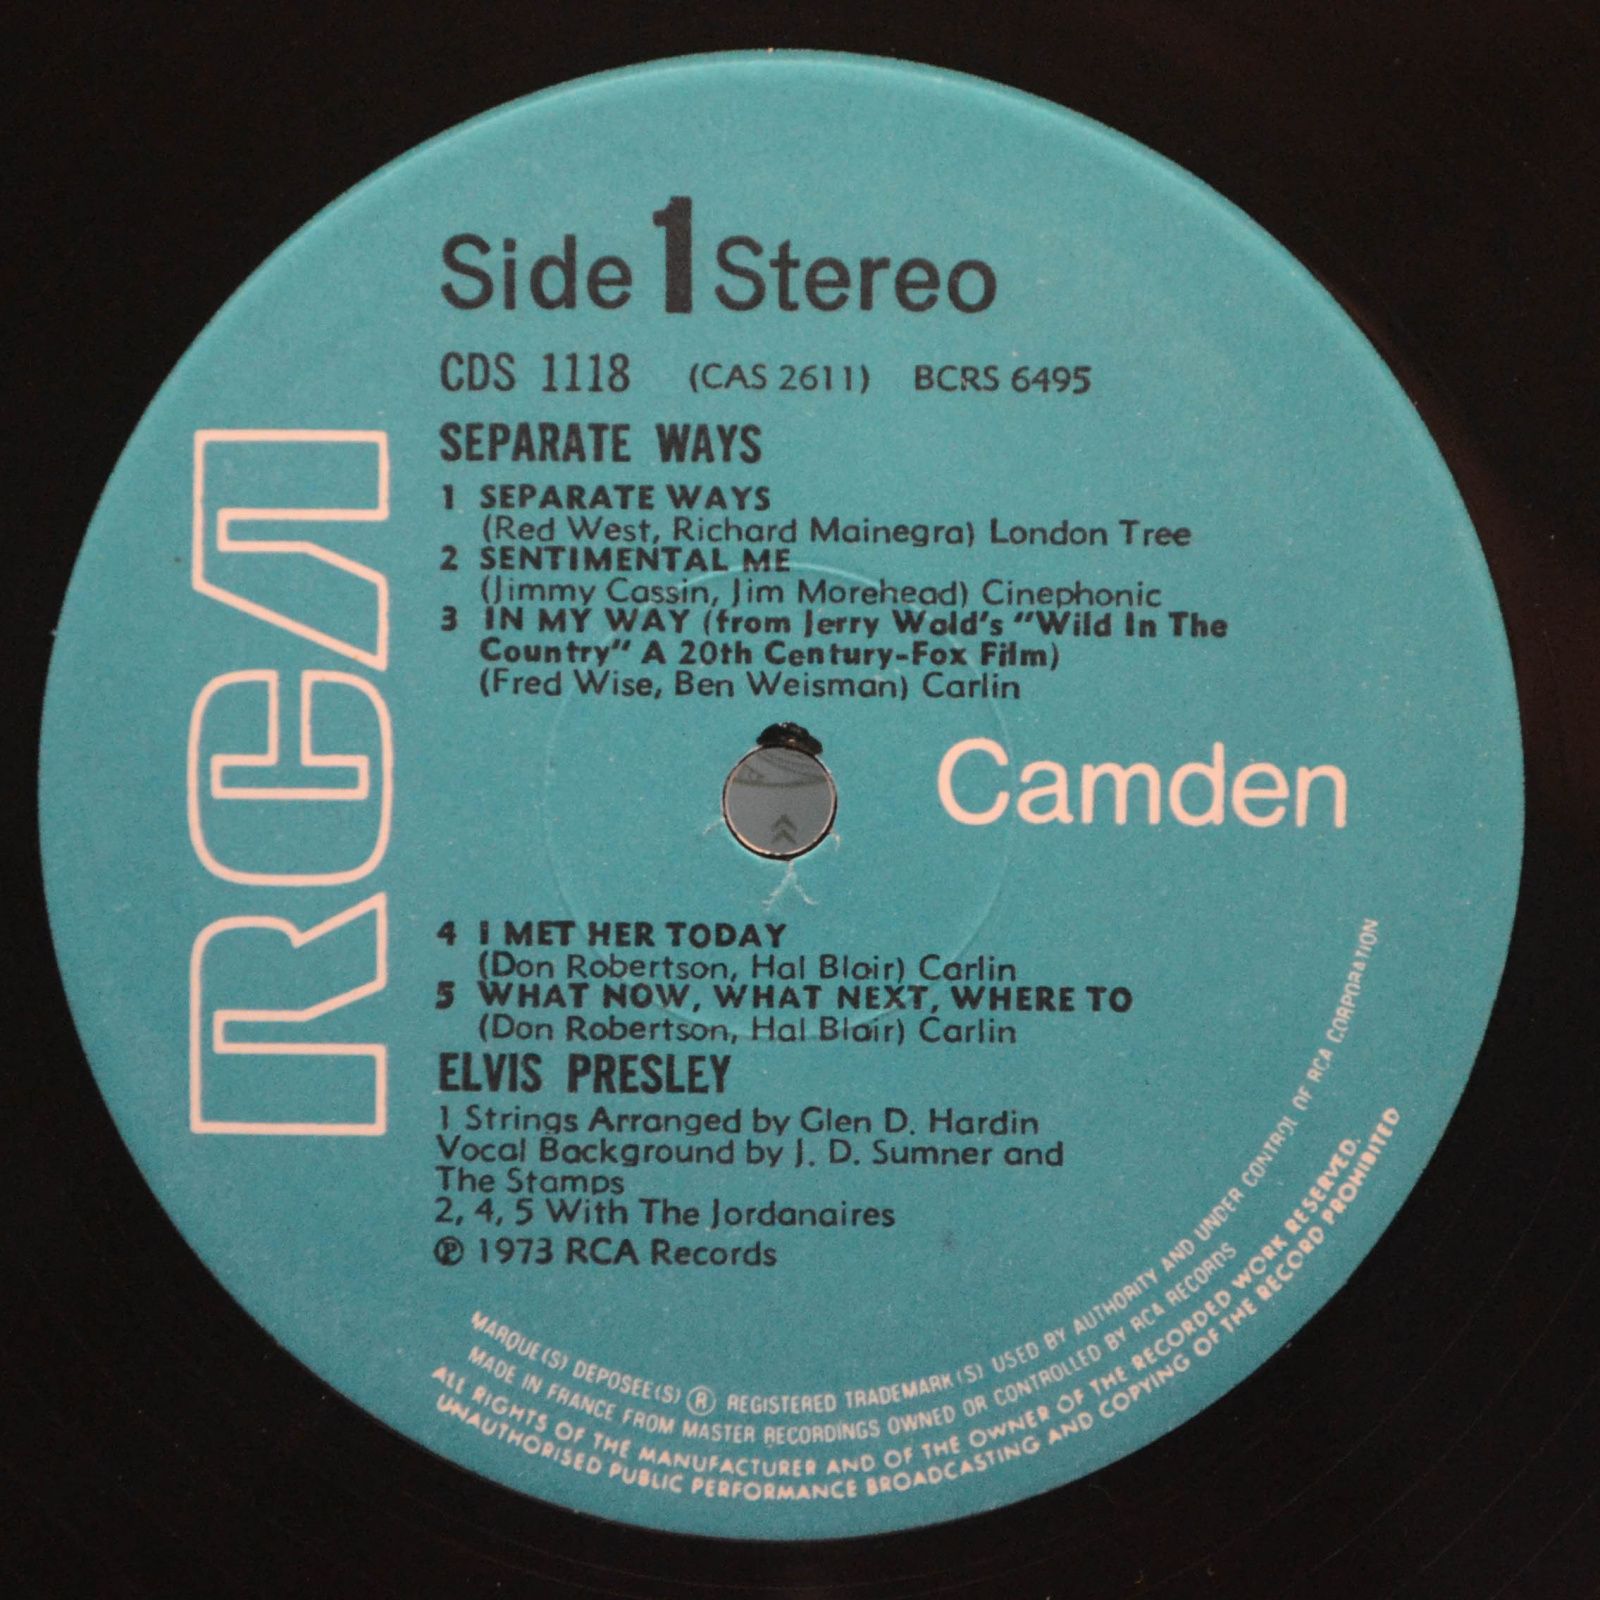 Side 1 Stereo
CDS 1118 (CAS 2611) BCRS 6495
SEPARATE WAYS
1 SEPARATE WAYS
(Red West, Richard Mainegra) London Tree
2 SENTIMENTAL ME
(Jimmy Cassin, Jim Morehead) Cinephonic
3 IN MY WAY (from Jerry Wald's "Wild In The
Country" A 20th Century-Fox Film)
(Fred Wise, Ben Weisman) Carlin
RCA
Camden
4 I MET HER TODAY
(Don Robertson, Hal Blair) Carlin
5 WHAT NOW, WHAT NEXT, WHERE TO
(Don Robertson, Hal Blair) Carlin
ELVIS PRESLEY
1 Strings Arranged by Glen D. Hardin
Vocal Background by J. D. Sumner and
The Stamps
2, 4, 5 With The Jordanaires
℗ 1973 RCA Records
MARQUE(S) DEPOSEE(S) ® REGISTERED TRADEMARK(S) USED BY AUTHORITY AND UNDER CONTROL OF RCA CORPORATION
MADE IN FRANCE FROM MASTER RECORDINGS OWNED OR CONTROLLED BY RCA RECORDS
ALL RIGHTS OF THE MANUFACTURER AND OF THE OWNER OF THE RECORDED WORK RESERVED.
UNAUTHORISED PUBLIC PERFORMANCE BROADCASTING AND COPYING OF THE RECORD PROHIBITED